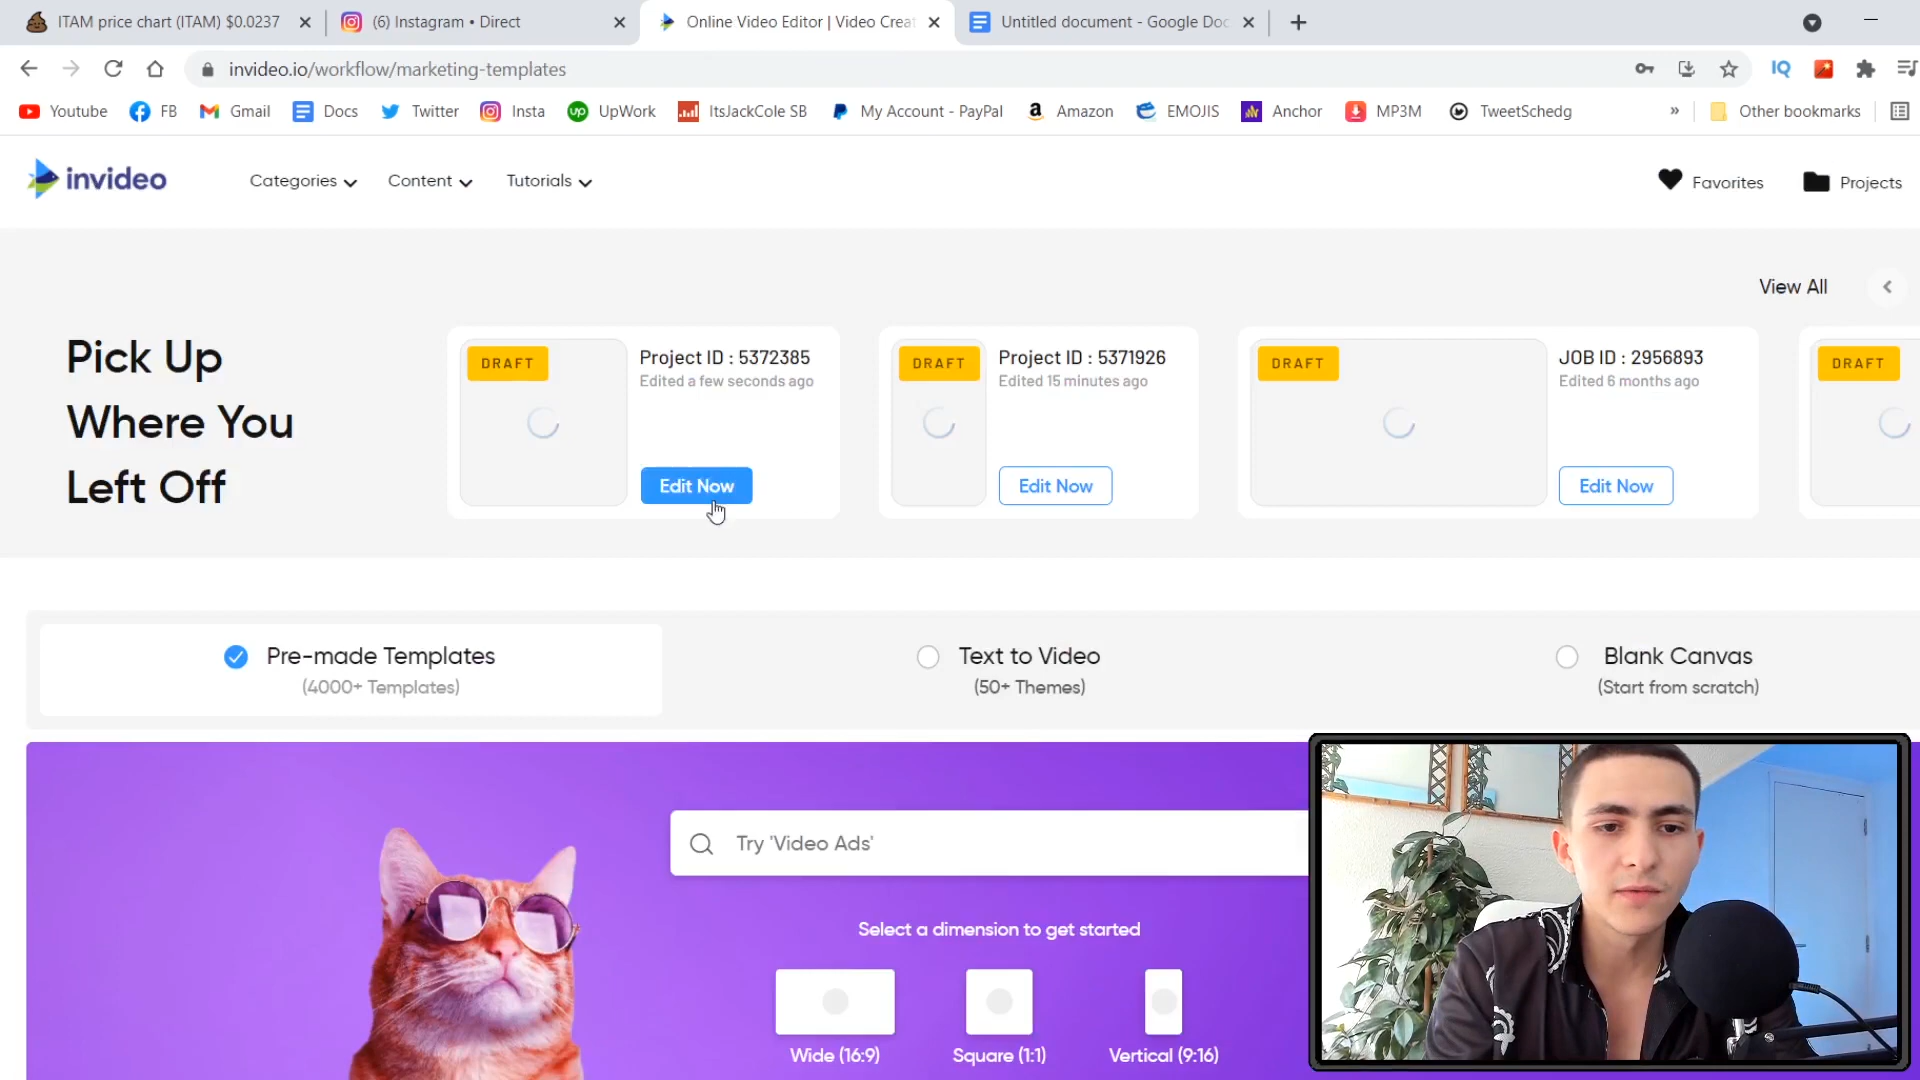 ITAM price chart (ITAM) $0.0237
(6) Instagram • Direct
Online Video Editor | Video Creat
Untitled document - Google Doc
invideo.io/workflow/marketing-templates
IQ
Youtube
FB
Gmail
Docs
Twitter
Insta
up UpWork
ItsJackCole SB
My Account - PayPal
Amazon
EMOJIS
Anchor
MP3M
TweetSchedg
»
Other bookmarks
invideo
Categories
Content
Tutorials
Favorites
Projects
View All
Pick Up
Where You
Left Off
DRAFT
Project ID : 5372385
Edited a few seconds ago
Edit Now
DRAFT
Project ID : 5371926
Edited 15 minutes ago
Edit Now
DRAFT
JOB ID : 2956893
Edited 6 months ago
Edit Now
DRAFT
Pre-made Templates
(4000+ Templates)
Text to Video
(50+ Themes)
Blank Canvas
(Start from scratch)
Try 'Video Ads'
Select a dimension to get started
Wide (16:9)
Square (1:1)
Vertical (9:16)